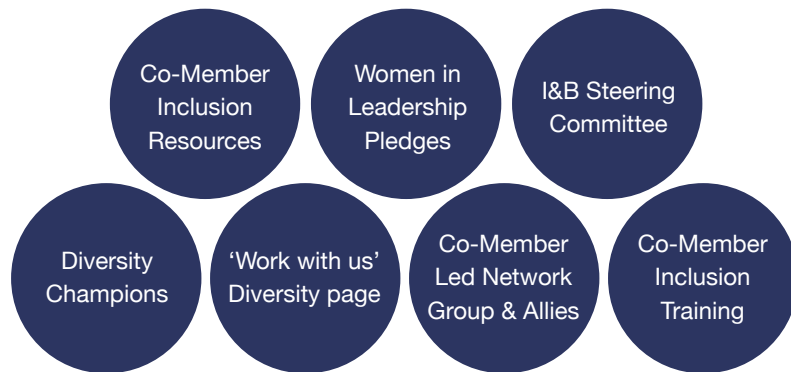 Co-Member
Inclusion
Resources
Women in
Leadership
Pledges
I&B Steering
Committee
Diversity
Champions
‘Work with us’
Diversity page
Co-Member
Led Network
Group & Allies
Co-Member
Inclusion
Training